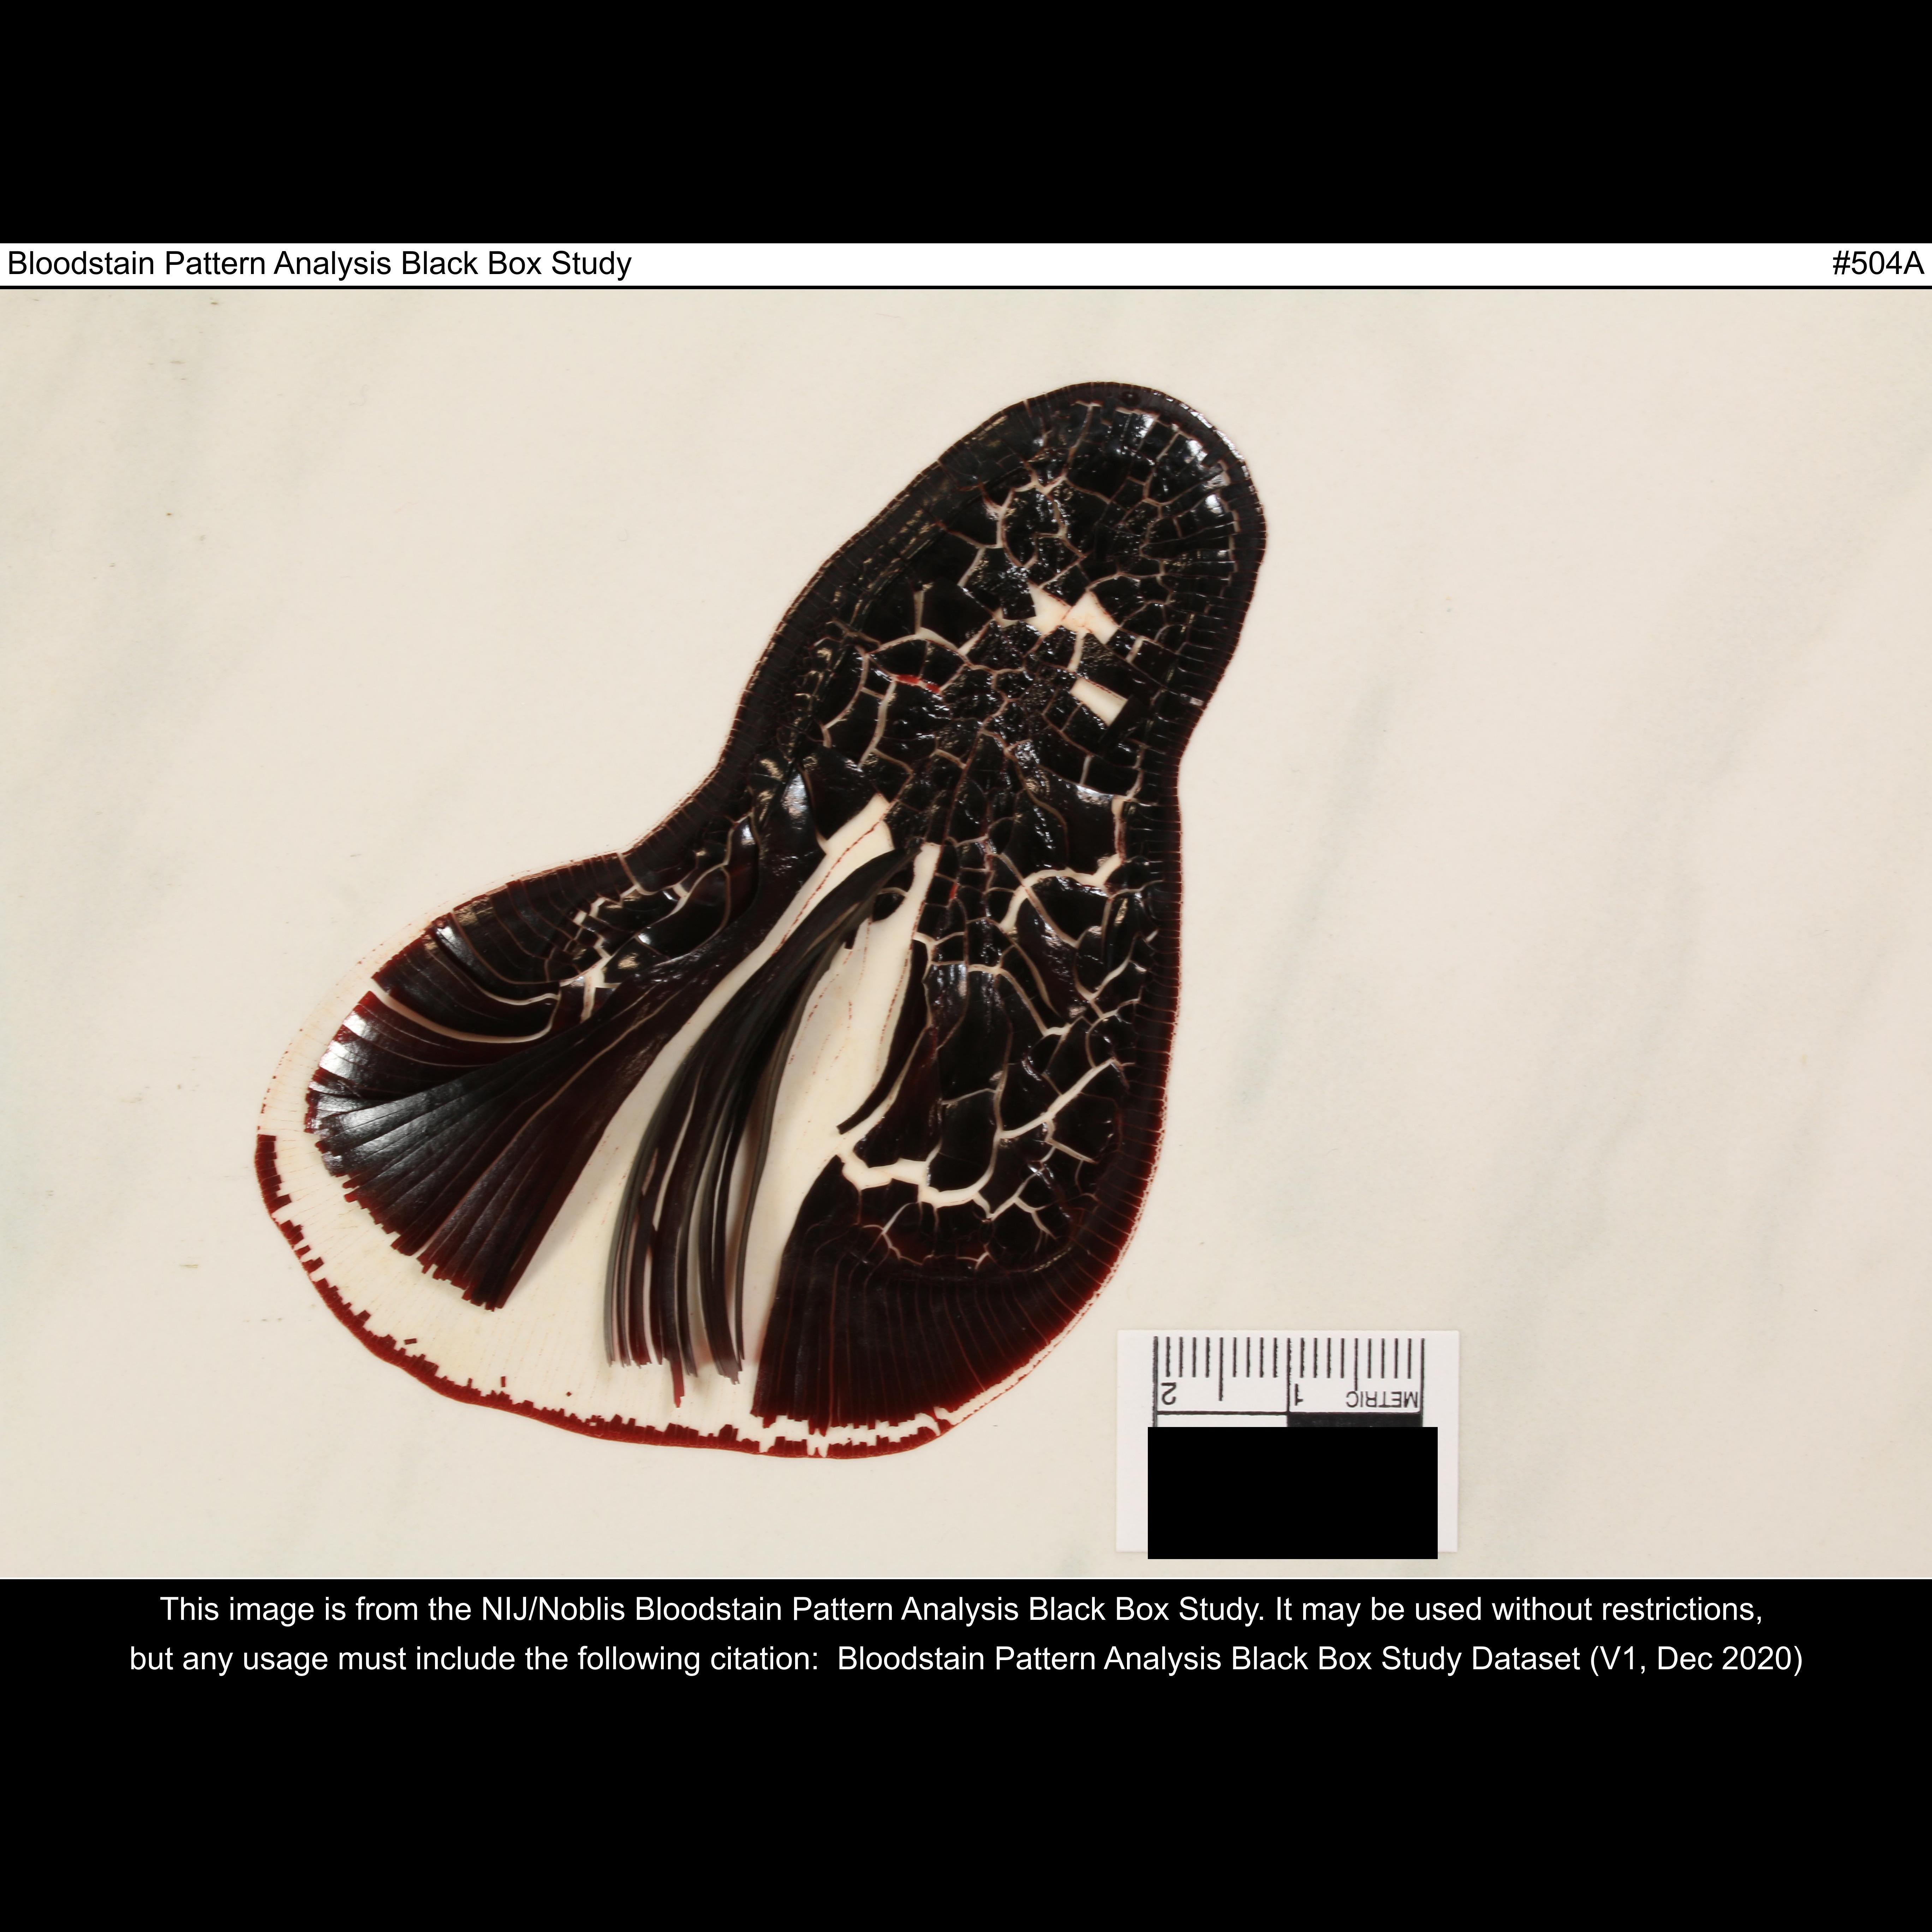 Bloodstain Pattern Analysis Black Box Study #504A
2 1 METRIC
This image is from the NIJ/Noblis Bloodstain Pattern Analysis Black Box Study. It may be used without restrictions,
but any usage must include the following citation: Bloodstain Pattern Analysis Black Box Study Dataset (V1, Dec 2020)